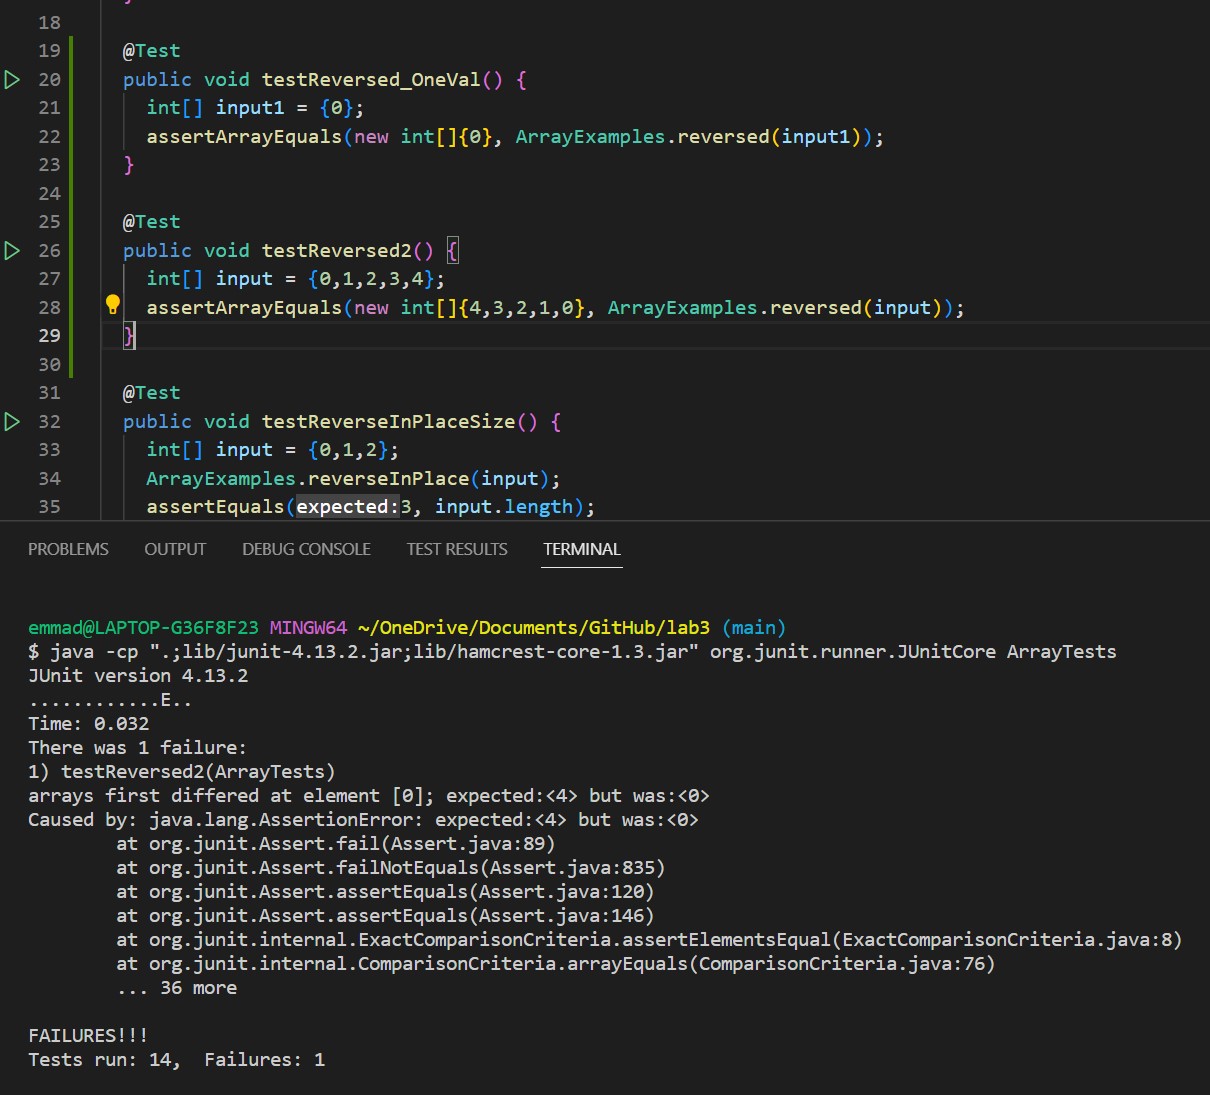 18
19 @Test
20 public void testReversed_OneVal() {
21 int[] input1 = {0};
22 assertArrayEquals(new int[]{0}, ArrayExamples.reversed(input1));
23 }
24
25 @Test
26 public void testReversed2() {
27 int[] input = {0,1,2,3,4};
28 assertArrayEquals(new int[]{4,3,2,1,0}, ArrayExamples.reversed(input));
29 }
30
31 @Test
32 public void testReverseInPlaceSize() {
33 int[] input = {0,1,2};
34 ArrayExamples.reverseInPlace(input);
35 assertEquals(expected:3, input.length);
PROBLEMS OUTPUT DEBUG CONSOLE TEST RESULTS TERMINAL
emmad@LAPTOP-G36F8F23 MINGW64 ~/OneDrive/Documents/GitHub/lab3 (main)
$ java -cp ".;lib/junit-4.13.2.jar;lib/hamcrest-core-1.3.jar" org.junit.runner.JUnitCore ArrayTests
JUnit version 4.13.2
............E..
Time: 0.032
There was 1 failure:
1) testReversed2(ArrayTests)
arrays first differed at element [0]; expected:<4> but was:<0>
Caused by: java.lang.AssertionError: expected:<4> but was:<0>
at org.junit.Assert.fail(Assert.java:89)
at org.junit.Assert.failNotEquals(Assert.java:835)
at org.junit.Assert.assertEquals(Assert.java:120)
at org.junit.Assert.assertEquals(Assert.java:146)
at org.junit.internal.ExactComparisonCriteria.assertElementsEqual(ExactComparisonCriteria.java:8)
at org.junit.internal.ComparisonCriteria.arrayEquals(ComparisonCriteria.java:76)
... 36 more
FAILURES!!!
Tests run: 14,  Failures: 1